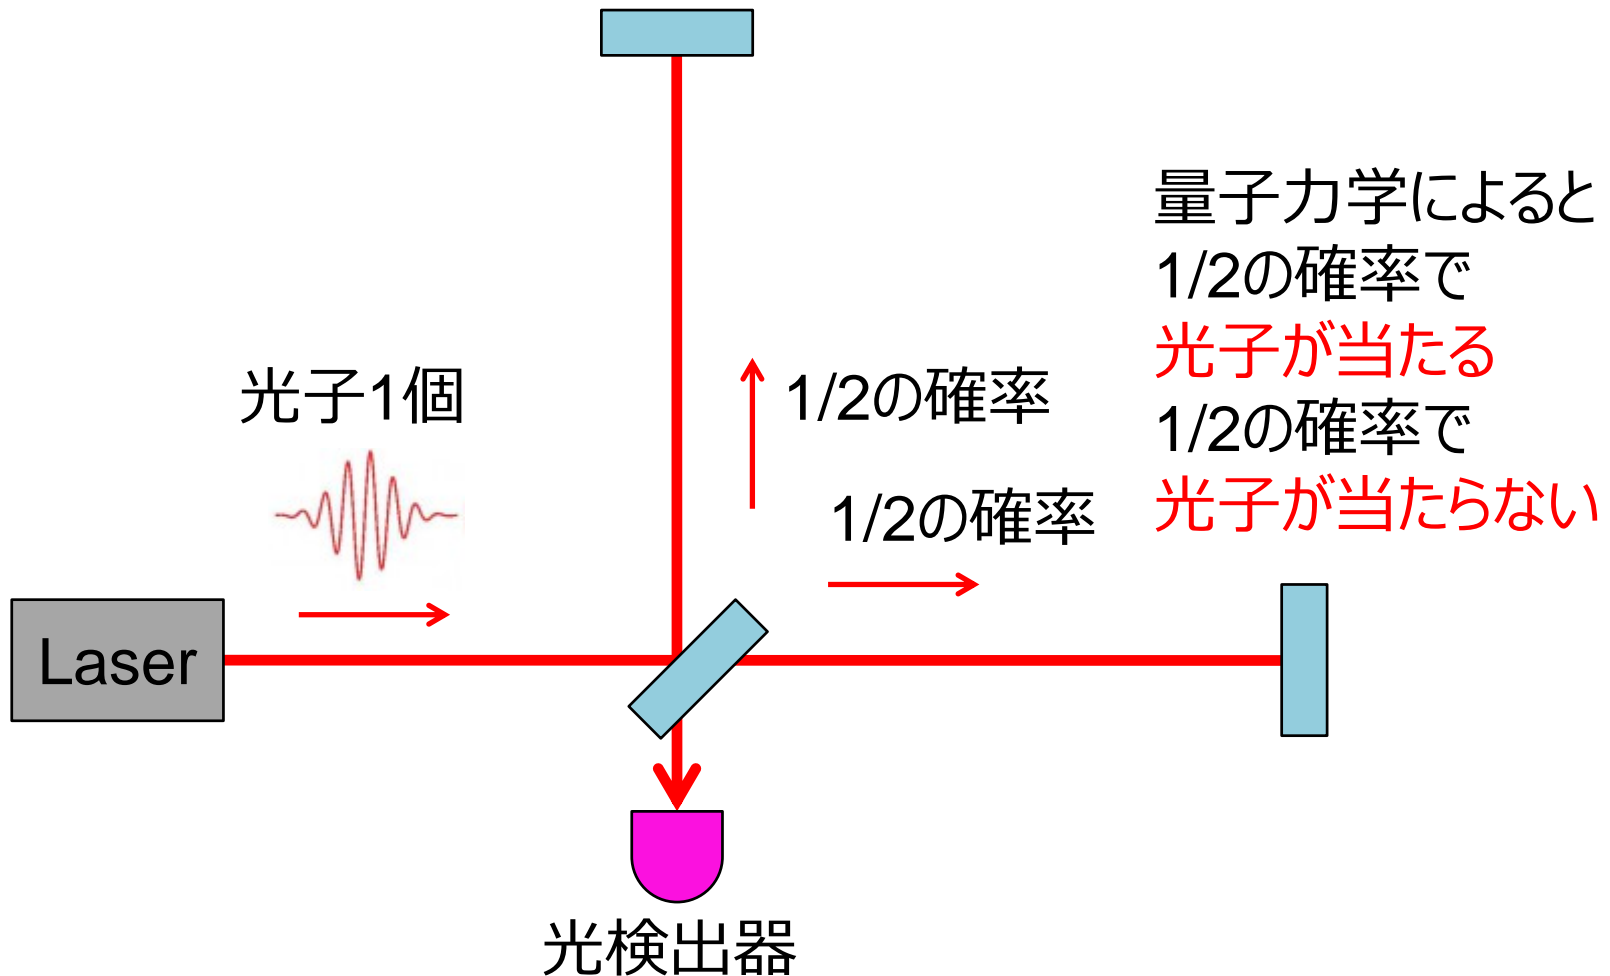 量子力学によると
1/2の確率で
光子が当たる
1/2の確率で
光子が当たらない
光子1個
1/2の確率
1/2の確率
Laser
光検出器